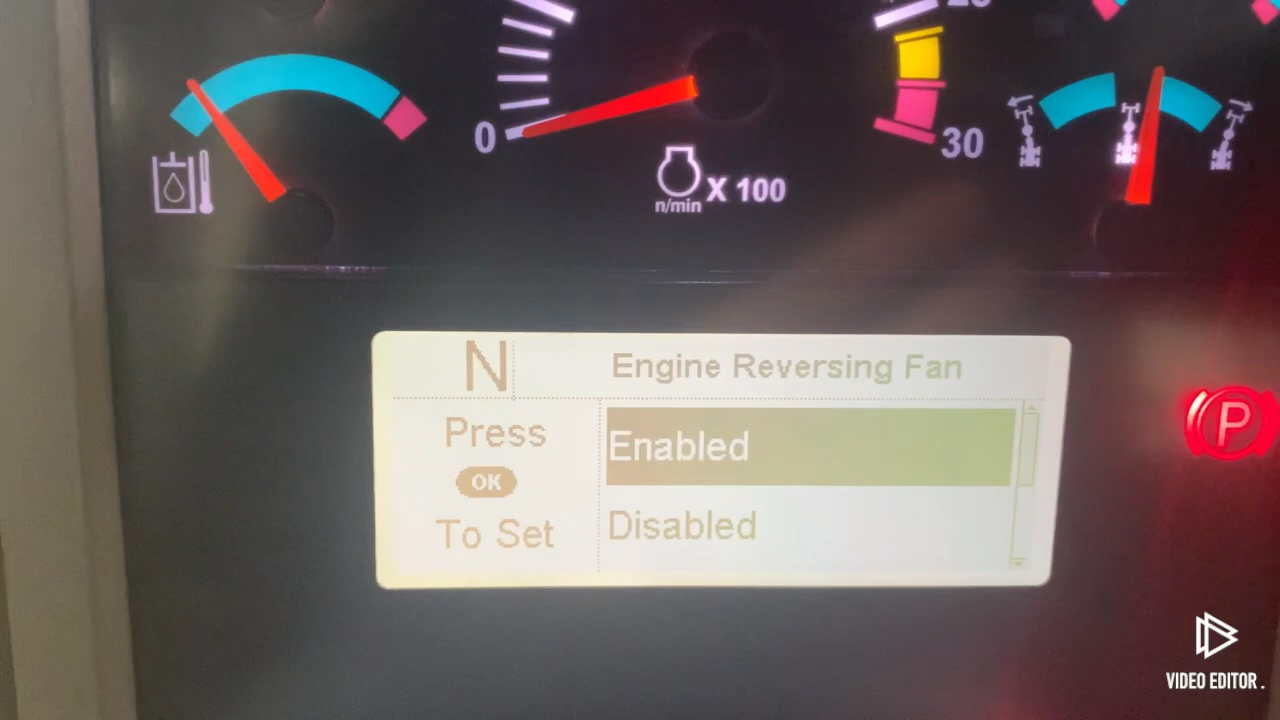 0
30
X 100
n/min
N
Engine Reversing Fan
Press
OK
To Set
Enabled
Disabled
P
VIDEO EDITOR .